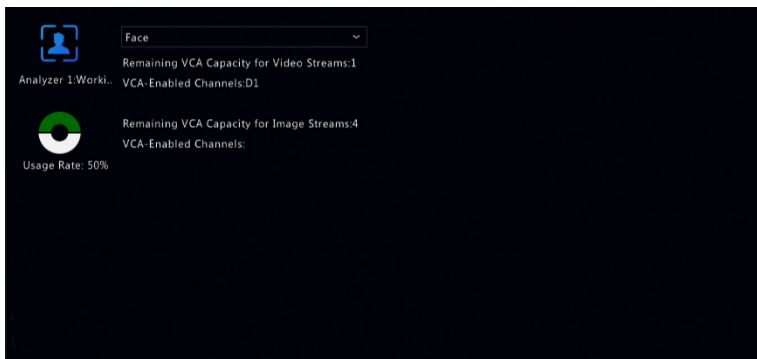 Face
Remaining VCA Capacity for Video Streams:1
Analyzer 1:Worki..
VCA-Enabled Channels:D1
Remaining VCA Capacity for Image Streams:4
VCA-Enabled Channels:
Usage Rate: 50%